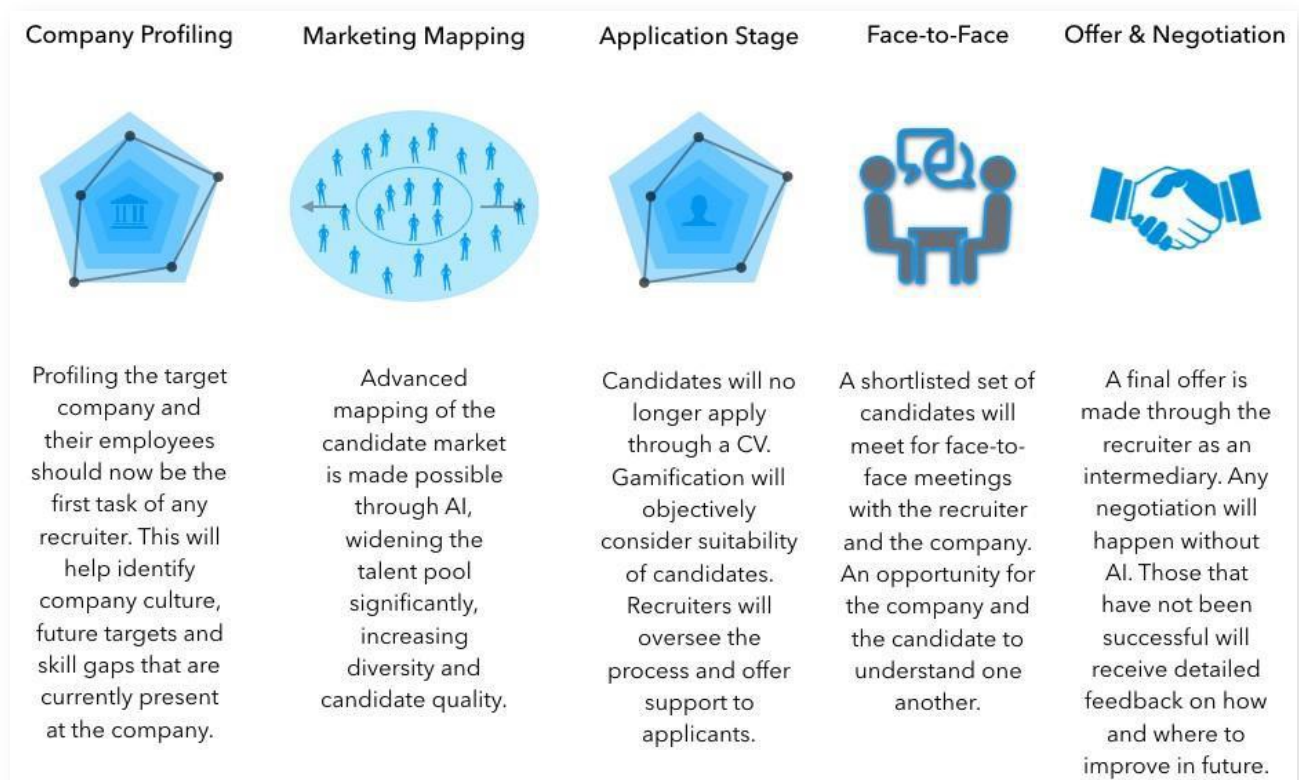 Company Profiling
Marketing Mapping
Application Stage
Face-to-Face
Offer & Negotiation
Profiling the target
company and
their employees
should now be the
first task of any
recruiter. This will
help identify
company culture,
future targets and
skill gaps that are
currently present
at the company.
Advanced
mapping of the
candidate market
is made possible
through AI,
widening the
talent pool
significantly,
increasing
diversity and
candidate quality.
Candidates will no
longer apply
through a CV.
Gamification will
objectively
consider suitability
of candidates.
Recruiters will
oversee the
process and offer
support to
applicants.
A shortlisted set of
candidates will
meet for face-to-
face meetings
with the recruiter
and the company.
An opportunity for
the company and
the candidate to
understand one
another.
A final offer is
made through the
recruiter as an
intermediary. Any
negotiation will
happen without
AI. Those that
have not been
successful will
receive detailed
feedback on how
and where to
improve in future.